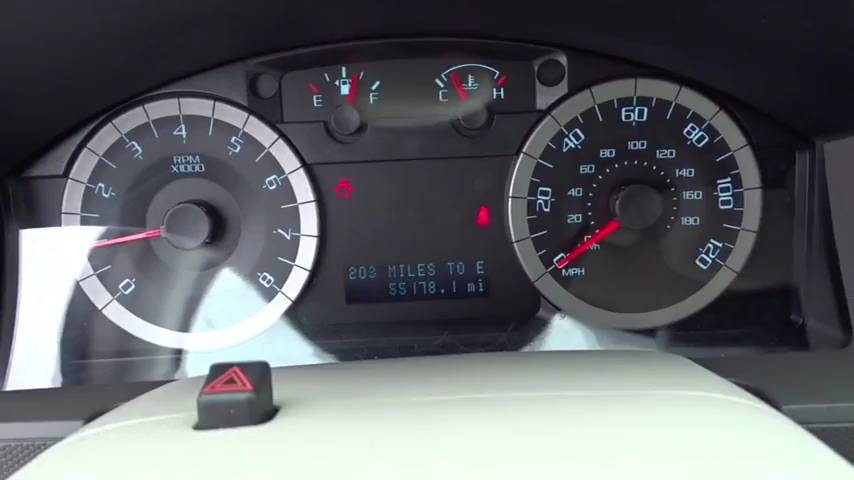 E F
C H
RPM
X1000
0 2 3 4 5 6 7 8
0 20 40 60 80 100 120
20 40 60 80 100 120 140 160 180
MPH
203 MILES TO E
55178.1 mi